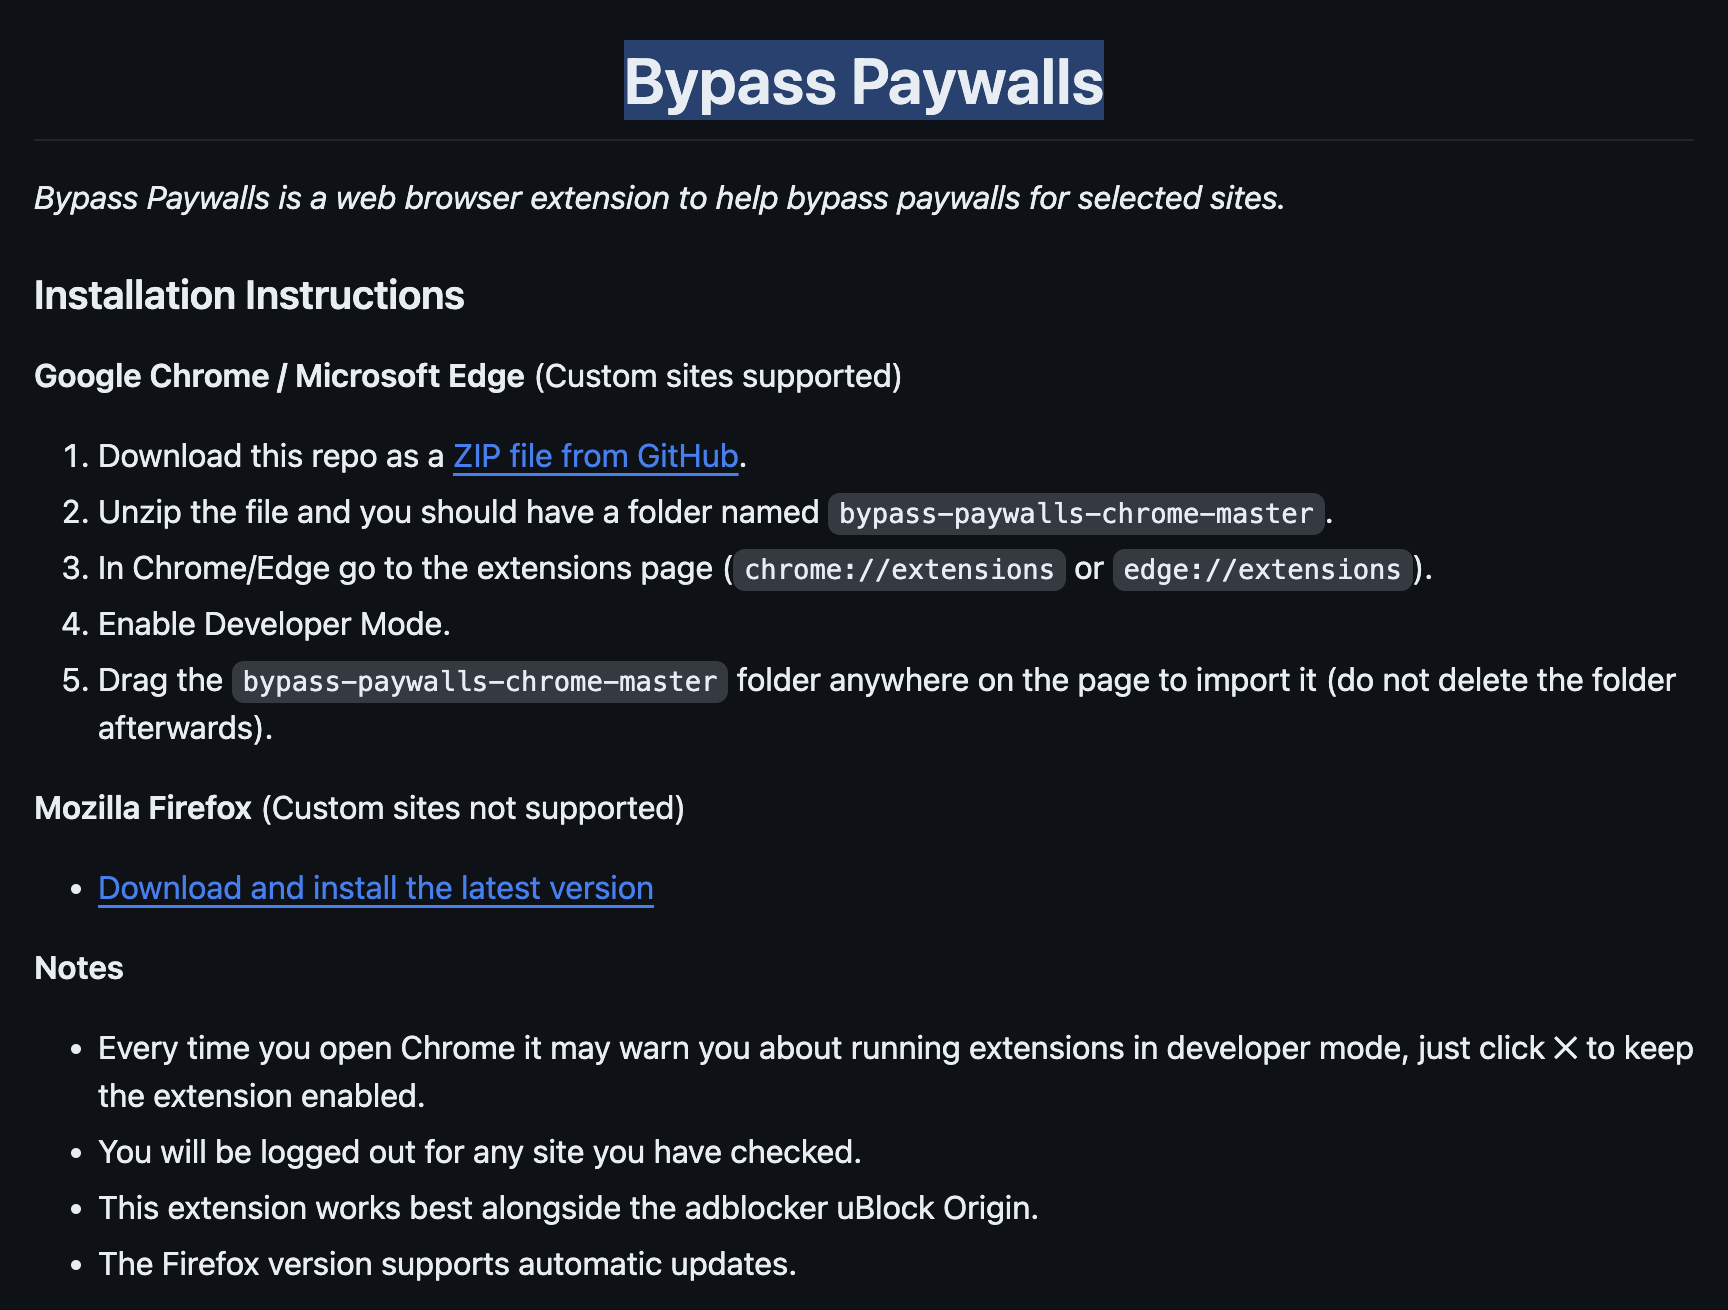 Bypass Paywalls
Bypass Paywalls is a web browser extension to help bypass paywalls for selected sites.
Installation Instructions
Google Chrome / Microsoft Edge (Custom sites supported)
1. Download this repo as a ZIP file from GitHub.
2. Unzip the file and you should have a folder named bypass-paywalls-chrome-master.
3. In Chrome/Edge go to the extensions page (chrome://extensions or edge://extensions).
4. Enable Developer Mode.
5. Drag the bypass-paywalls-chrome-master folder anywhere on the page to import it (do not delete the folder
afterwards).
Mozilla Firefox (Custom sites not supported)
• Download and install the latest version
Notes
• Every time you open Chrome it may warn you about running extensions in developer mode, just click ✕ to keep
the extension enabled.
• You will be logged out for any site you have checked.
• This extension works best alongside the adblocker uBlock Origin.
• The Firefox version supports automatic updates.